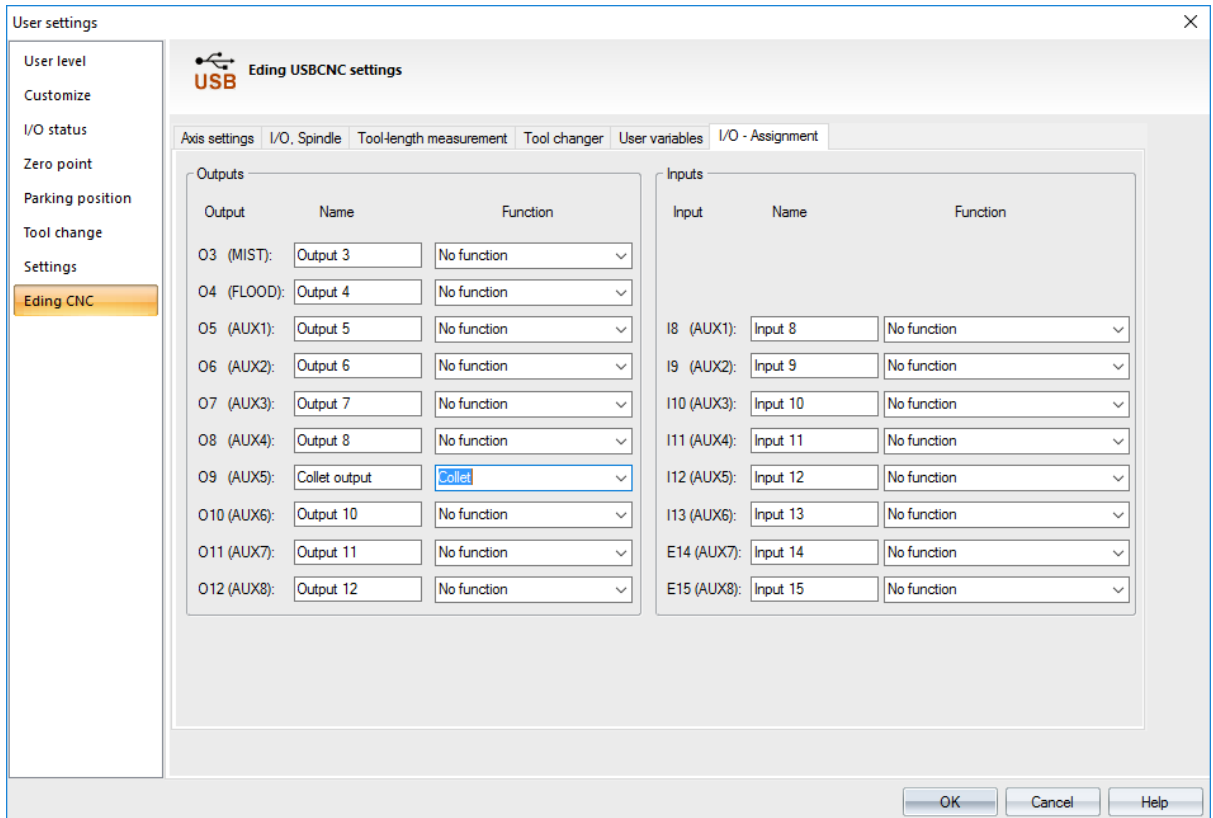 User settings
User level
Customize
I/O status
Zero point
Parking position
Tool change
Settings
Eding CNC
USB
Eding USBCNC settings
Axis settings I/O, Spindle Tool-length measurement Tool changer User variables I/O - Assignment
Outputs
Output Name Function
O3 (MIST): Output 3 No function
O4 (FLOOD): Output 4 No function
O5 (AUX1): Output 5 No function
O6 (AUX2): Output 6 No function
O7 (AUX3): Output 7 No function
O8 (AUX4): Output 8 No function
O9 (AUX5): Collet output Collet
O10 (AUX6): Output 10 No function
O11 (AUX7): Output 11 No function
O12 (AUX8): Output 12 No function
Inputs
Input Name Function
I8 (AUX1): Input 8 No function
I9 (AUX2): Input 9 No function
I10 (AUX3): Input 10 No function
I11 (AUX4): Input 11 No function
I12 (AUX5): Input 12 No function
I13 (AUX6): Input 13 No function
E14 (AUX7): Input 14 No function
E15 (AUX8): Input 15 No function
OK Cancel Help